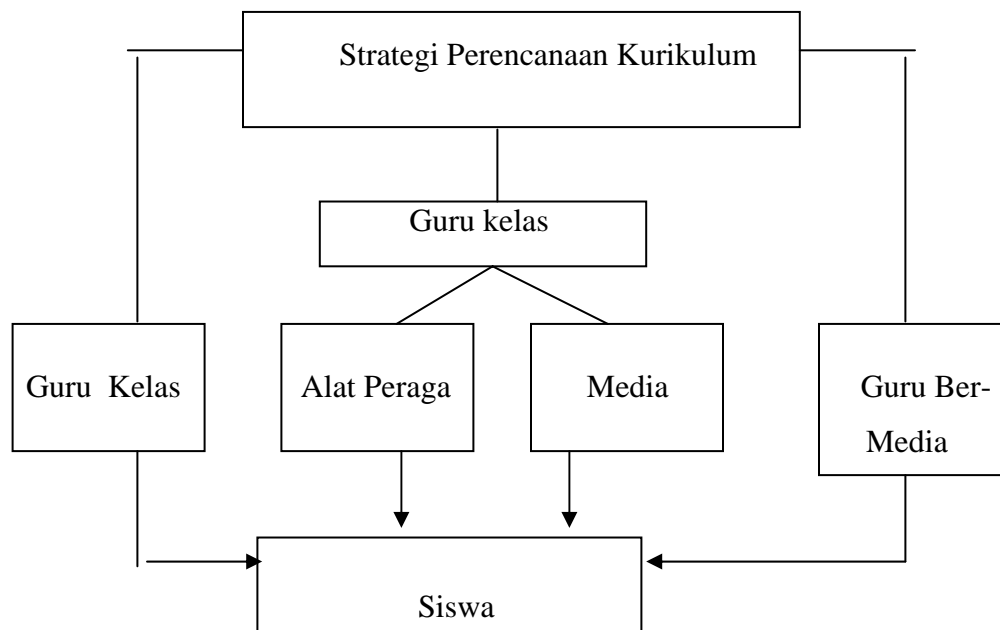 Strategi Perencanaan Kurikulum
Guru kelas
Guru Kelas
Alat Peraga
Media
Guru Ber-
Media
Siswa